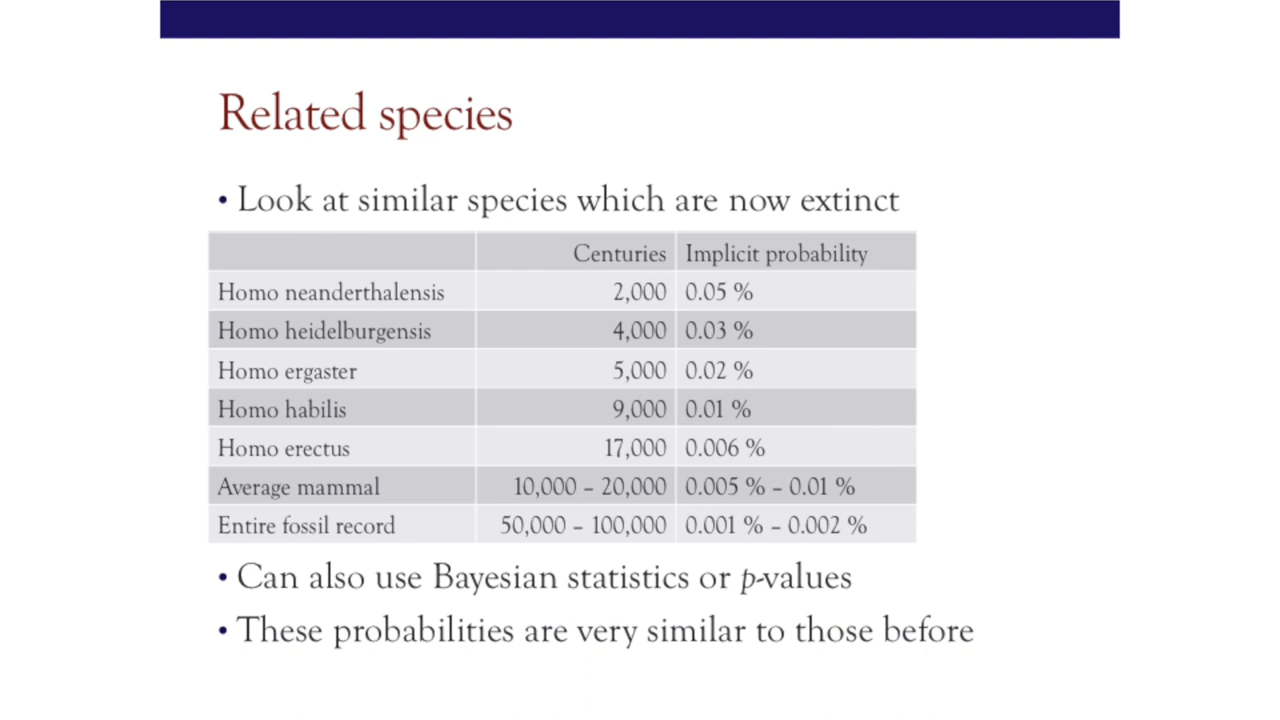 Related species
• Look at similar species which are now extinct
Centuries Implicit probability
Homo neanderthalensis 2,000 0.05 %
Homo heidelburgensis 4,000 0.03 %
Homo ergaster 5,000 0.02 %
Homo habilis 9,000 0.01 %
Homo erectus 17,000 0.006 %
Average mammal 10,000 – 20,000 0.005 % – 0.01 %
Entire fossil record 50,000 – 100,000 0.001 % – 0.002 %
• Can also use Bayesian statistics or p-values
• These probabilities are very similar to those before